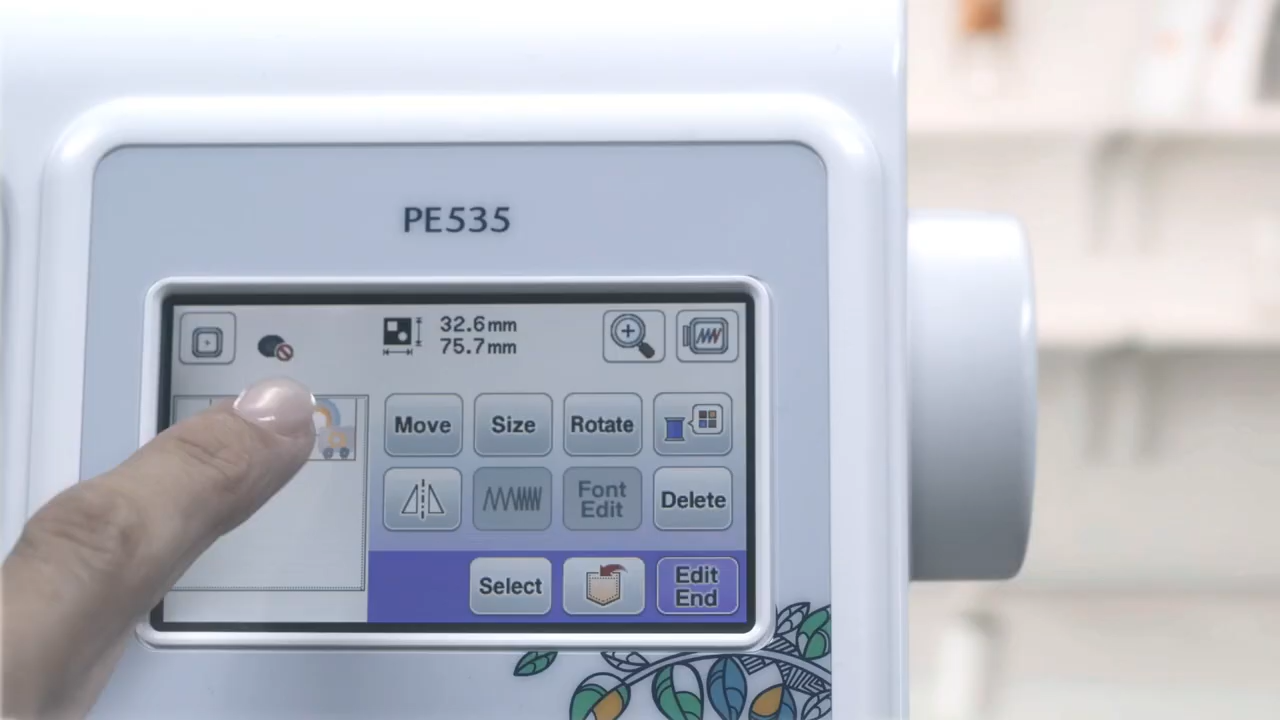 PE535
32.6mm
75.7mm
Move
Size
Rotate
Font
Edit
Delete
Select
Edit
End